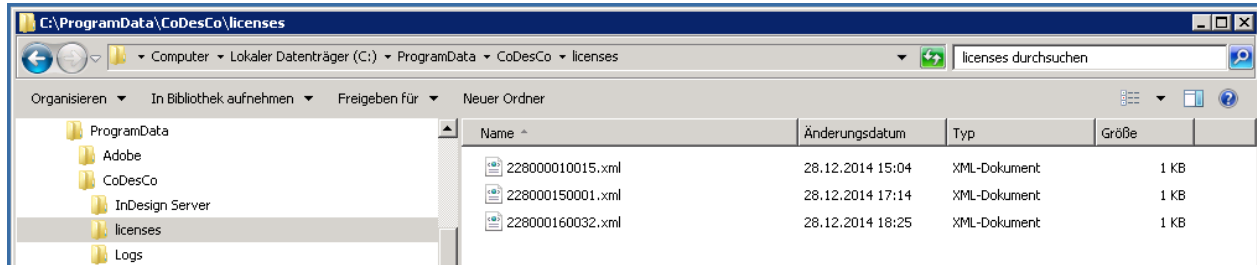 C:\ProgramData\CoDesCo\licenses
Computer Lokaler Datenträger (C:) ProgramData CoDesCo licenses
licenses durchsuchen
Organisieren In Bibliothek aufnehmen Freigeben für Neuer Ordner
ProgramData
Adobe
CoDesCo
InDesign Server
licenses
Logs
Name Änderungsdatum Typ Größe
228000010015.xml 28.12.2014 15:04 XML-Dokument 1 KB
228000150001.xml 28.12.2014 17:14 XML-Dokument 1 KB
228000160032.xml 28.12.2014 18:25 XML-Dokument 1 KB